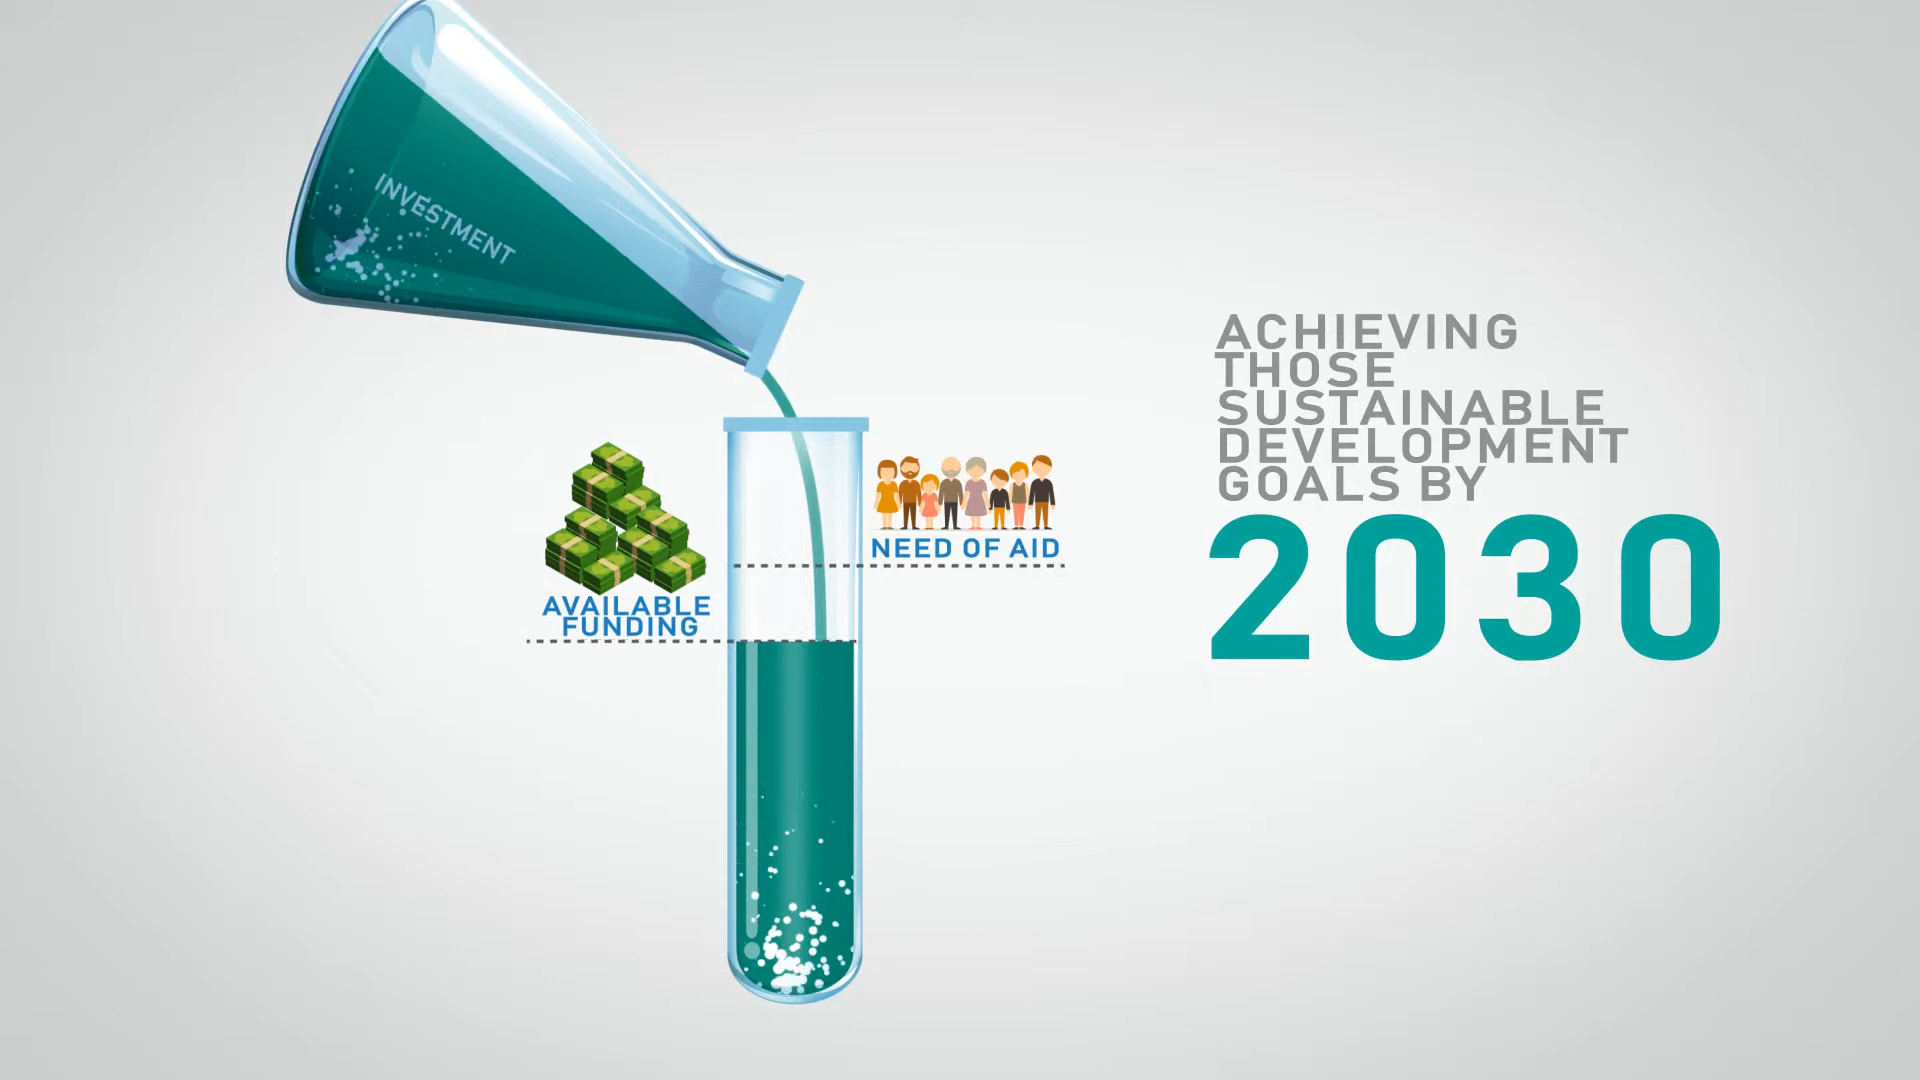 INVESTMENT
AVAILABLE
FUNDING
NEED OF AID
ACHIEVING
THOSE
SUSTAINABLE
DEVELOPMENT
GOALS BY
2030